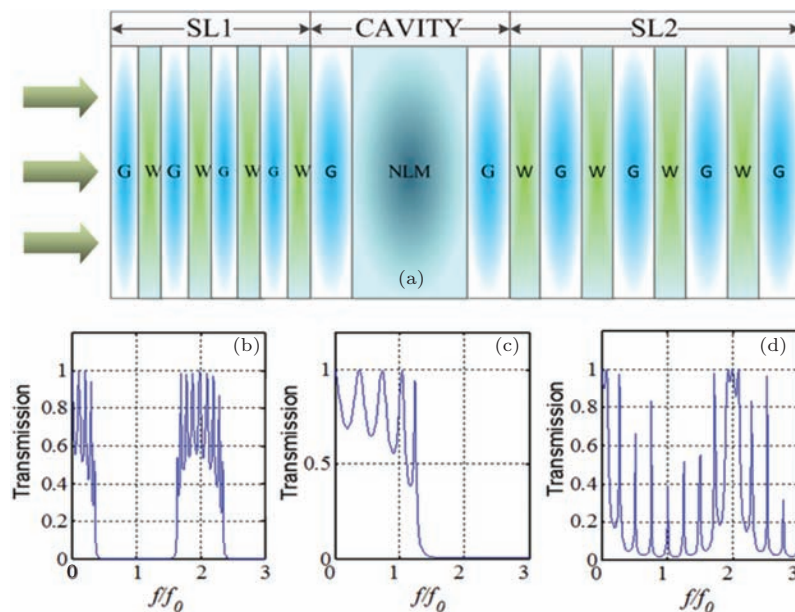 SL1 CAVITY SL2
G W G W G W G W G NLM G W G W G W G W G
(a)
(b)
Transmission
1
0.8
0.6
0.4
0.2
0
0 1 2 3
f/f0
(c)
Transmission
1
0.5
0
0 1 2 3
f/f0
(d)
Transmission
1
0.8
0.6
0.4
0.2
0
0 1 2 3
f/f0